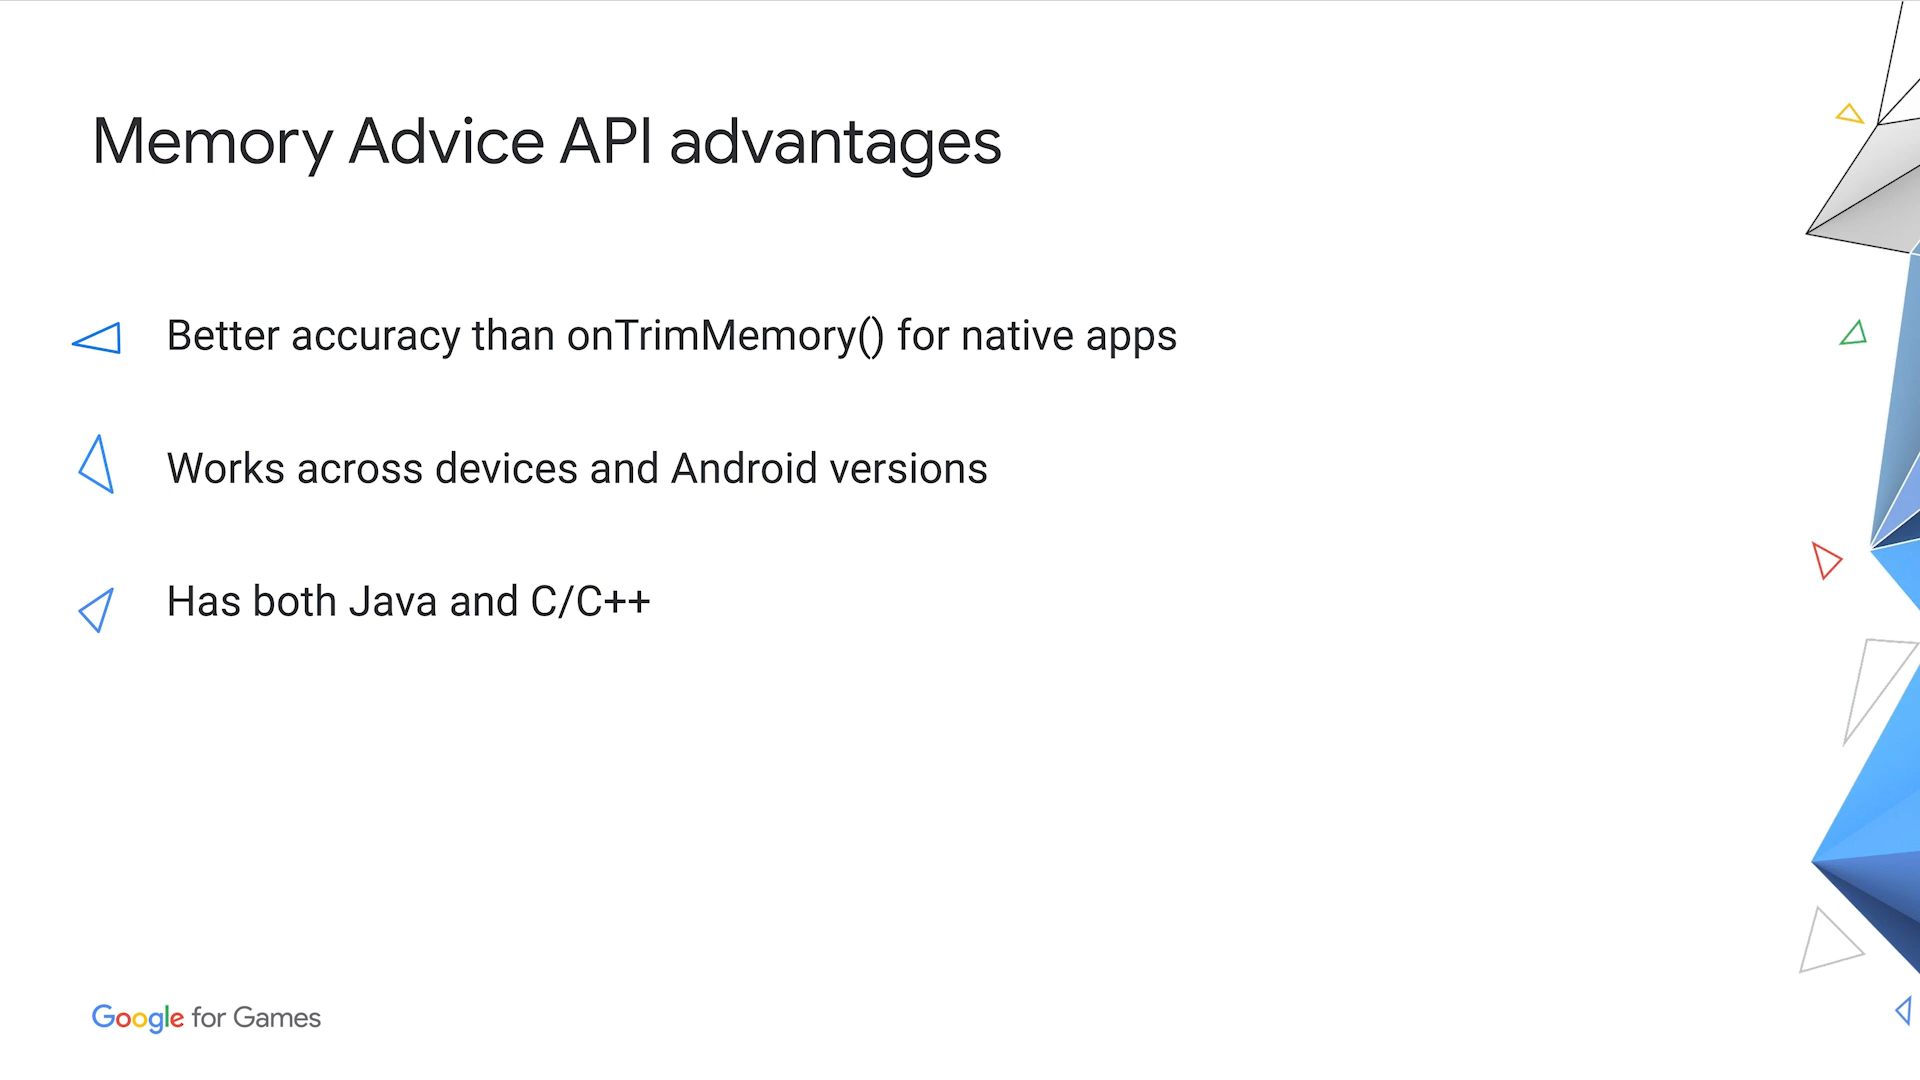 Memory Advice API advantages
Better accuracy than onTrimMemory() for native apps
Works across devices and Android versions
Has both Java and C/C++
Google for Games